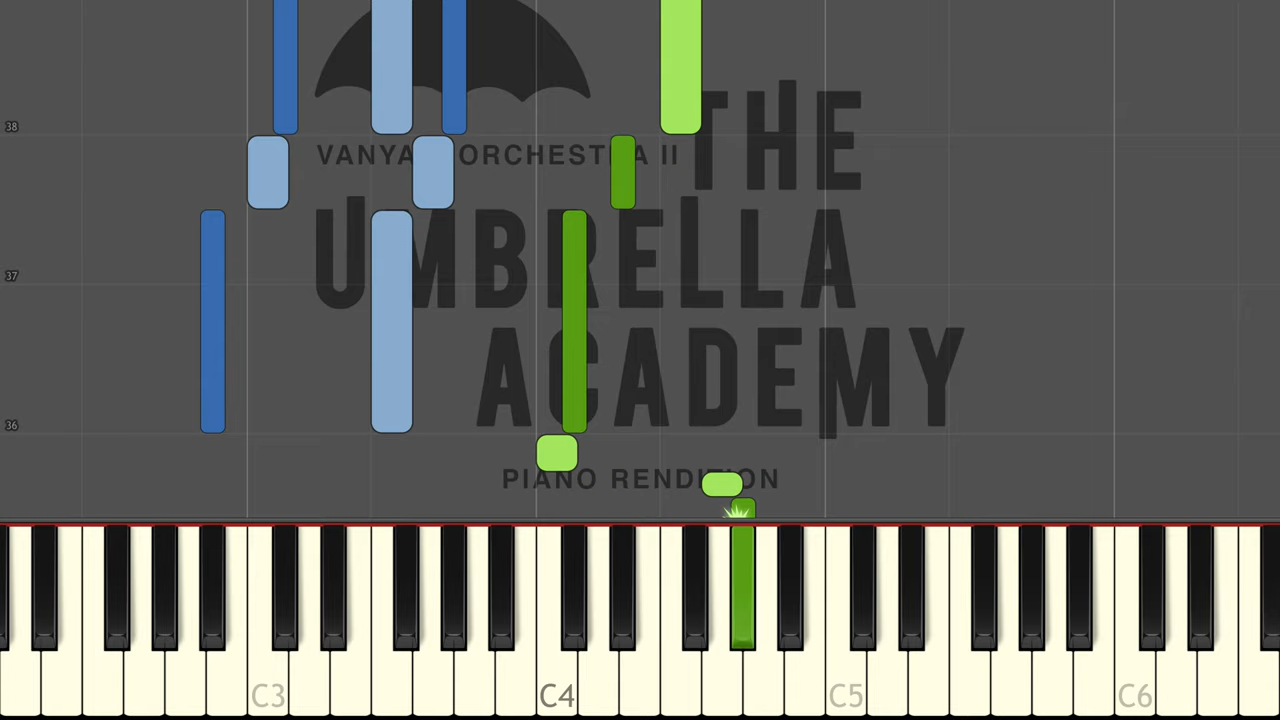 38
VANYA ORCHESTRA II
THE
37
UMBRELLA
36
ACADEMY
PIANO RENDITION
C3 C4 C5 C6